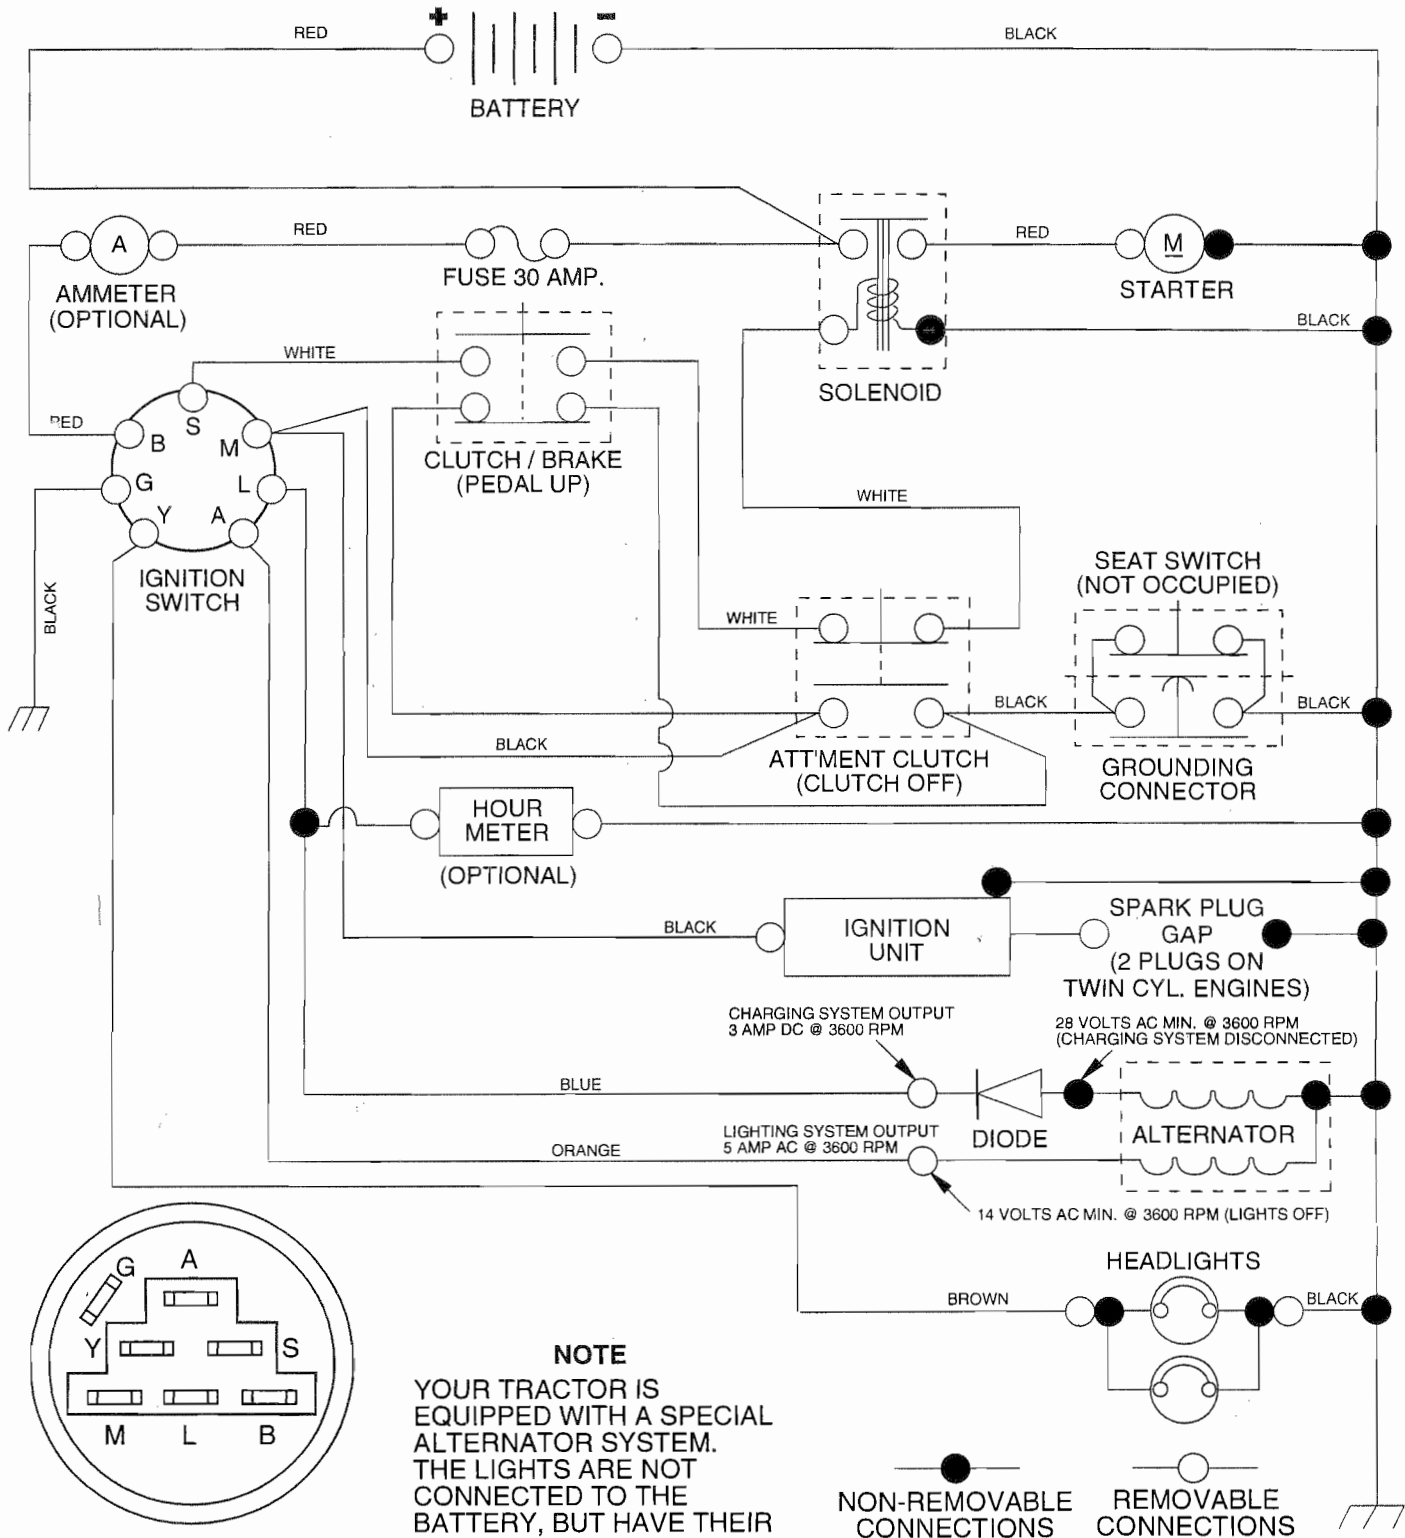 + −
RED
BLACK
BATTERY
A
RED
RED
M
FUSE 30 AMP.
AMMETER
(OPTIONAL)
STARTER
BLACK
WHITE
SOLENOID
RED
B
S
M
CLUTCH / BRAKE
(PEDAL UP)
G
L
Y
A
WHITE
IGNITION
SWITCH
BLACK
SEAT SWITCH
(NOT OCCUPIED)
WHITE
BLACK
BLACK
BLACK
ATT'MENT CLUTCH
(CLUTCH OFF)
GROUNDING
CONNECTOR
HOUR
METER
(OPTIONAL)
BLACK
IGNITION
UNIT
SPARK PLUG
GAP
(2 PLUGS ON
TWIN CYL. ENGINES)
CHARGING SYSTEM OUTPUT
3 AMP DC @ 3600 RPM
28 VOLTS AC MIN. @ 3600 RPM
(CHARGING SYSTEM DISCONNECTED)
BLUE
DIODE
ALTERNATOR
LIGHTING SYSTEM OUTPUT
5 AMP AC @ 3600 RPM
ORANGE
14 VOLTS AC MIN. @ 3600 RPM (LIGHTS OFF)
HEADLIGHTS
BROWN
BLACK
G
A
Y
S
M
L
B
NOTE
YOUR TRACTOR IS
EQUIPPED WITH A SPECIAL
ALTERNATOR SYSTEM.
THE LIGHTS ARE NOT
CONNECTED TO THE
BATTERY, BUT HAVE THEIR
NON-REMOVABLE
CONNECTIONS
REMOVABLE
CONNECTIONS